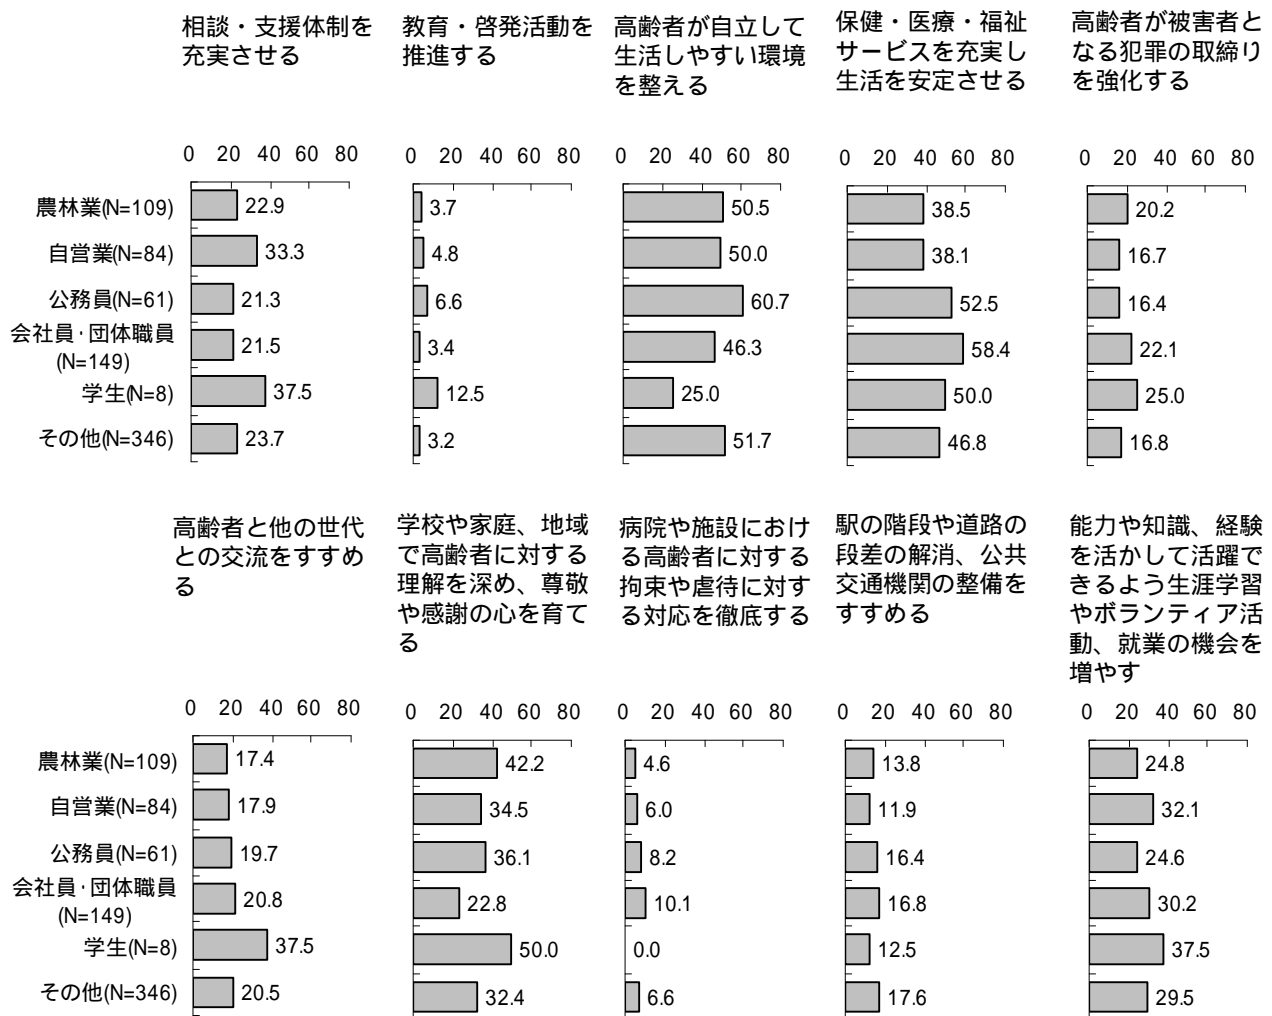 相談・支援体制を
充実させる
教育・啓発活動を
推進する
高齢者が自立して
生活しやすい環境
を整える
保健・医療・福祉
サービスを充実し
生活を安定させる
高齢者が被害者と
なる犯罪の取締り
を強化する
0 20 40 60 80
0 20 40 60 80
0 20 40 60 80
0 20 40 60 80
0 20 40 60 80
農林業(N=109) 22.9 3.7 50.5 38.5 20.2
自営業(N=84) 33.3 4.8 50.0 38.1 16.7
公務員(N=61) 21.3 6.6 60.7 52.5 16.4
会社員・団体職員
(N=149) 21.5 3.4 46.3 58.4 22.1
学生(N=8) 37.5 12.5 25.0 50.0 25.0
その他(N=346) 23.7 3.2 51.7 46.8 16.8
高齢者と他の世代
との交流をすすめ
る
学校や家庭、地域
で高齢者に対する
理解を深め、尊敬
や感謝の心を育て
る
病院や施設におけ
る高齢者に対する
拘束や虐待に対す
る対応を徹底する
駅の階段や道路の
段差の解消、公共
交通機関の整備を
すすめる
能力や知識、経験
を活かして活躍で
きるよう生涯学習
やボランティア活
動、就業の機会を
増やす
0 20 40 60 80
0 20 40 60 80
0 20 40 60 80
0 20 40 60 80
0 20 40 60 80
農林業(N=109) 17.4 42.2 4.6 13.8 24.8
自営業(N=84) 17.9 34.5 6.0 11.9 32.1
公務員(N=61) 19.7 36.1 8.2 16.4 24.6
会社員・団体職員
(N=149) 20.8 22.8 10.1 16.8 30.2
学生(N=8) 37.5 50.0 0.0 12.5 37.5
その他(N=346) 20.5 32.4 6.6 17.6 29.5